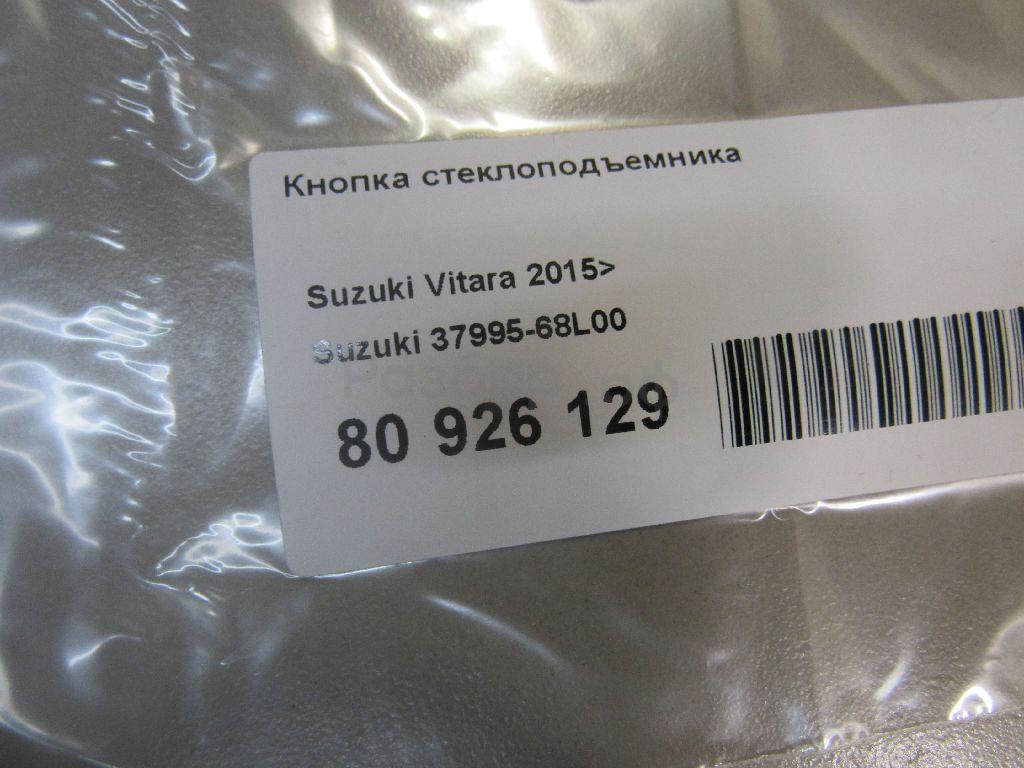 Кнопка стеклоподъемника
Suzuki Vitara 2015>
Suzuki 37995-68L00
80 926 129